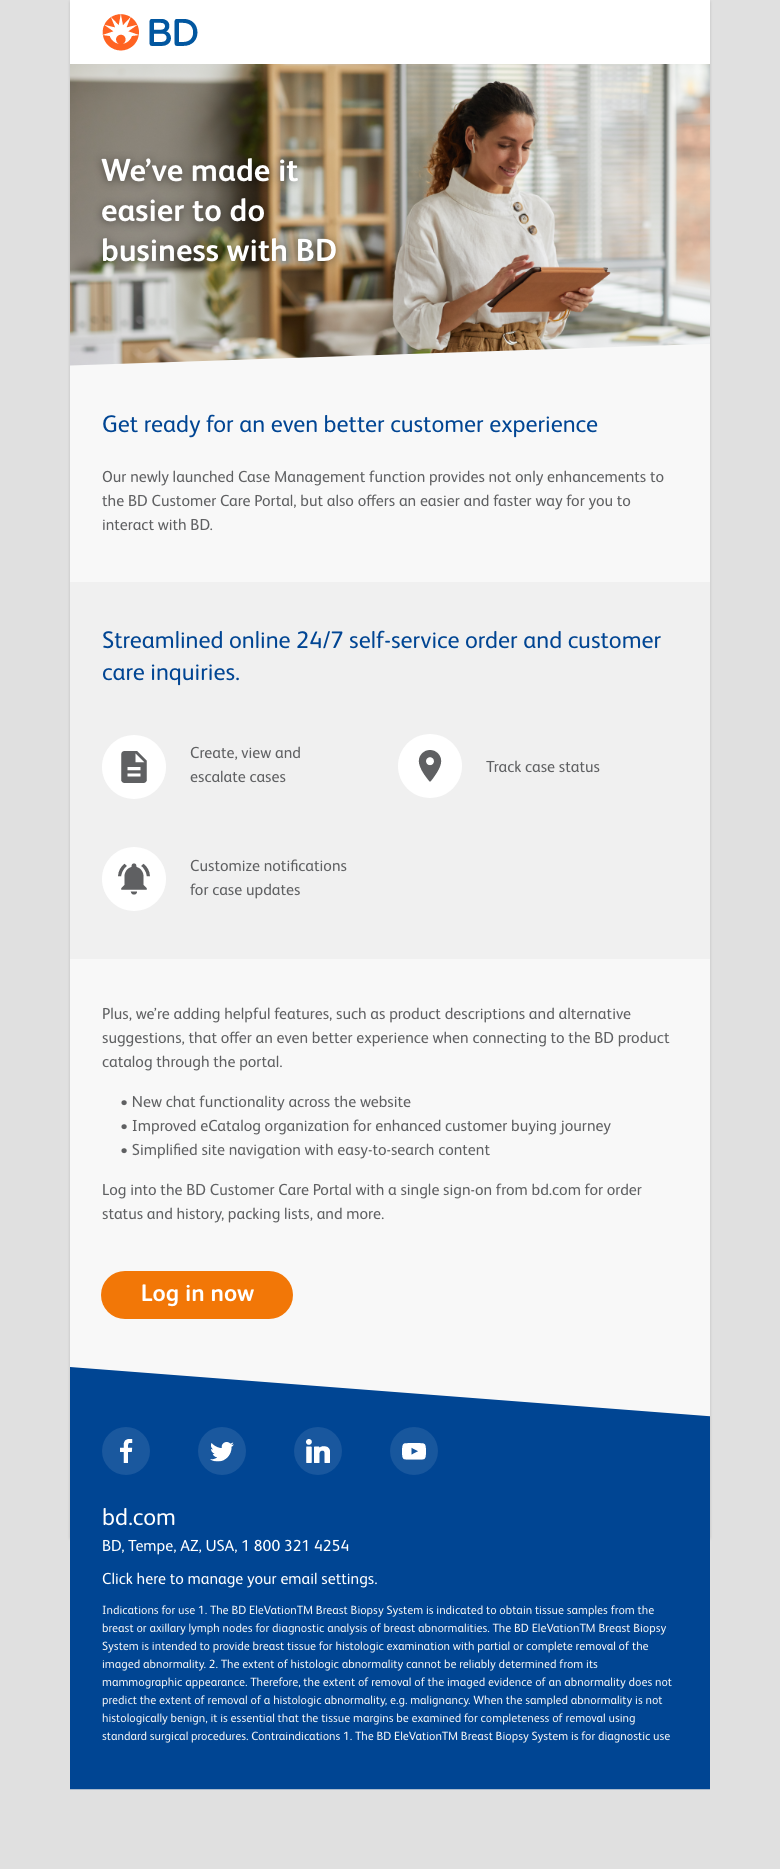 BD
We've made it
easier to do
business with BD
Get ready for an even better customer experience
Our newly launched Case Management function provides not only enhancements to
the BD Customer Care Portal, but also offers an easier and faster way for you to
interact with BD.
Streamlined online 24/7 self-service order and customer
care inquiries.
Create, view and
escalate cases
Track case status
Customize notifications
for case updates
Plus, we're adding helpful features, such as product descriptions and alternative
suggestions, that offer an even better experience when connecting to the BD product
catalog through the portal.
• New chat functionality across the website
• Improved eCatalog organization for enhanced customer buying journey
• Simplified site navigation with easy-to-search content
Log into the BD Customer Care Portal with a single sign-on from bd.com for order
status and history, packing lists, and more.
Log in now
bd.com
BD, Tempe, AZ, USA, 1 800 321 4254
Click here to manage your email settings.
Indications for use 1. The BD EleVationTM Breast Biopsy System is indicated to obtain tissue samples from the
breast or axillary lymph nodes for diagnostic analysis of breast abnormalities. The BD EleVationTM Breast Biopsy
System is intended to provide breast tissue for histologic examination with partial or complete removal of the
imaged abnormality. 2. The extent of histologic abnormality cannot be reliably determined from its
mammographic appearance. Therefore, the extent of removal of the imaged evidence of an abnormality does not
predict the extent of removal of a histologic abnormality, e.g. malignancy. When the sampled abnormality is not
histologically benign, it is essential that the tissue margins be examined for completeness of removal using
standard surgical procedures. Contraindications 1. The BD EleVationTM Breast Biopsy System is for diagnostic use